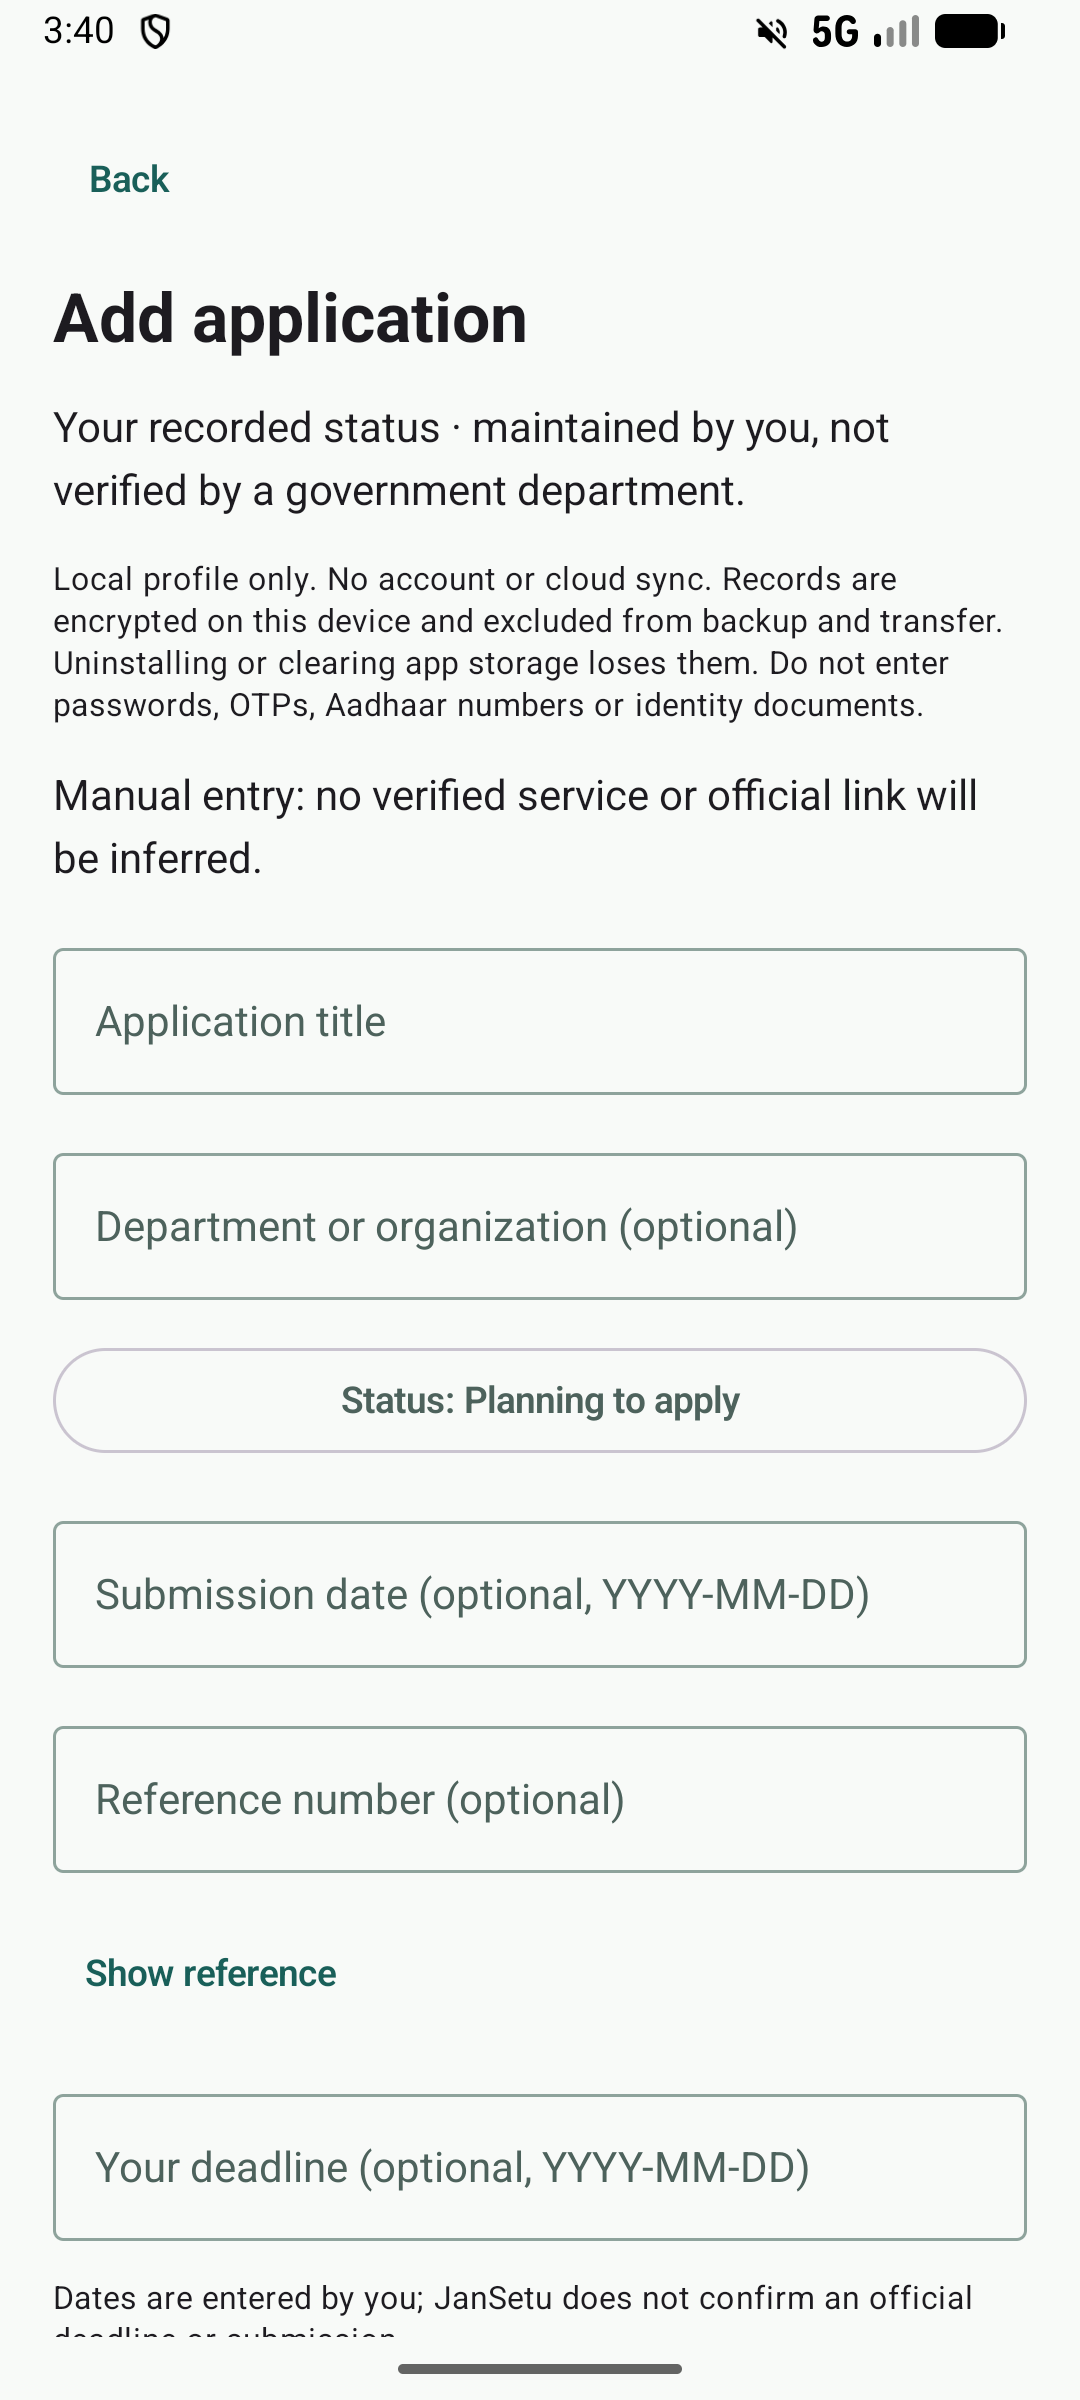 3:40
5G
Back
Add application
Your recorded status · maintained by you, not
verified by a government department.
Local profile only. No account or cloud sync. Records are
encrypted on this device and excluded from backup and transfer.
Uninstalling or clearing app storage loses them. Do not enter
passwords, OTPs, Aadhaar numbers or identity documents.
Manual entry: no verified service or official link will
be inferred.
Application title
Department or organization (optional)
Status: Planning to apply
Submission date (optional, YYYY-MM-DD)
Reference number (optional)
Show reference
Your deadline (optional, YYYY-MM-DD)
Dates are entered by you; JanSetu does not confirm an official
deadline or submission.